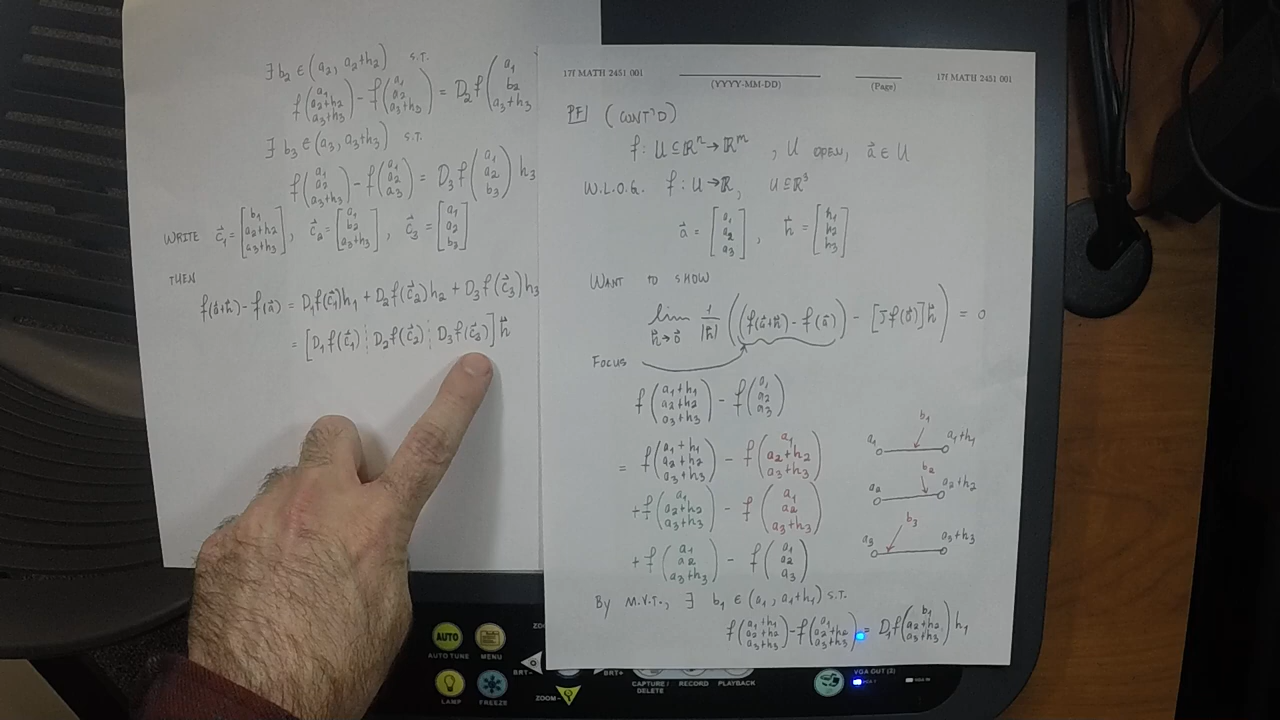 ∃ b₂ ∈ (a₂, a₂+h₂) S.T.
f(a₁ a₂+h₂ a₃+h₃) - f(a₁ a₂ a₃+h₃) = D₂f(a₁ b₂ a₃+h₃
∃ b₃ ∈ (a₃, a₃+h₃) S.T.
f(a₁ a₂ a₃+h₃) - f(a₁ a₂ a₃) = D₃f(a₁ a₂ b₃) h₃
WRITE c⃗₁ = [b₁ a₂+h₂ a₃+h₃], c⃗₂ = [a₁ b₂ a₃+h₃], c⃗₃ = [a₁ a₂ b₃]
THEN
f(a⃗+h⃗) - f(a⃗) = D₁f(c⃗₁)h₁ + D₂f(c⃗₂)h₂ + D₃f(c⃗₃)h₃
= [D₁f(c⃗₁) ⋮ D₂f(c⃗₂) ⋮ D₃f(c⃗₃)] h⃗
17f MATH 2451 001
(YYYY-MM-DD)
(Page)
17f MATH 2451 001
PF (CONT'D)
f: U ⊆ ℝⁿ → ℝᵐ, U OPEN, a⃗ ∈ U
W.L.O.G. f: U → ℝ, U ⊆ ℝ³
a⃗ = [a₁ a₂ a₃], h⃗ = [h₁ h₂ h₃]
WANT TO SHOW
lim h⃗→0⃗ 1/|h⃗| ((f(a⃗+h⃗) - f(a⃗)) - [Jf(a⃗)]h⃗) = 0
FOCUS
f(a₁+h₁ a₂+h₂ a₃+h₃) - f(a₁ a₂ a₃)
= f(a₁+h₁ a₂+h₂ a₃+h₃) - f(a₁ a₂+h₂ a₃+h₃)
+ f(a₁ a₂+h₂ a₃+h₃) - f(a₁ a₂ a₃+h₃)
+ f(a₁ a₂ a₃+h₃) - f(a₁ a₂ a₃)
b₁
a₁ a₁+h₁
b₂
a₂ a₂+h₂
b₃
a₃ a₃+h₃
By M.V.T., ∃ b₁ ∈ (a₁, a₁+h₁) S.T.
f(a₁+h₁ a₂+h₂ a₃+h₃) - f(a₁ a₂+h₂ a₃+h₃) = D₁f(b₁ a₂+h₂ a₃+h₃) h₁
AUTO
AUTO TUNE
MENU
LAMP
FREEZE
BRT-
BRT+
ZOOM-
CAPTURE / DELETE
RECORD
PLAYBACK
VGA OUT (2)